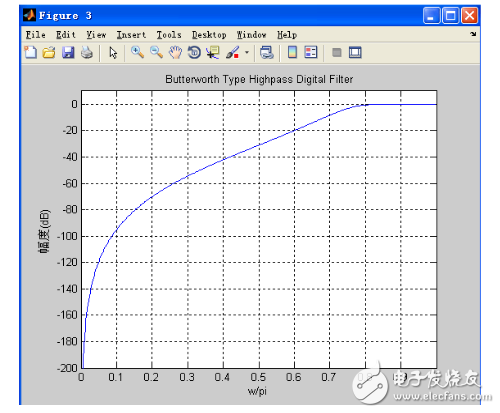 Figure 3
File Edit View Insert Tools Desktop Window Help
Butterworth Type Highpass Digital Filter
0
-20
-40
-60
-80
-100
-120
-140
-160
-180
-200
幅度(dB)
0 0.1 0.2 0.3 0.4 0.5 0.6 0.7 0.8
w/pi
电子发烧友
www.elecfans.com